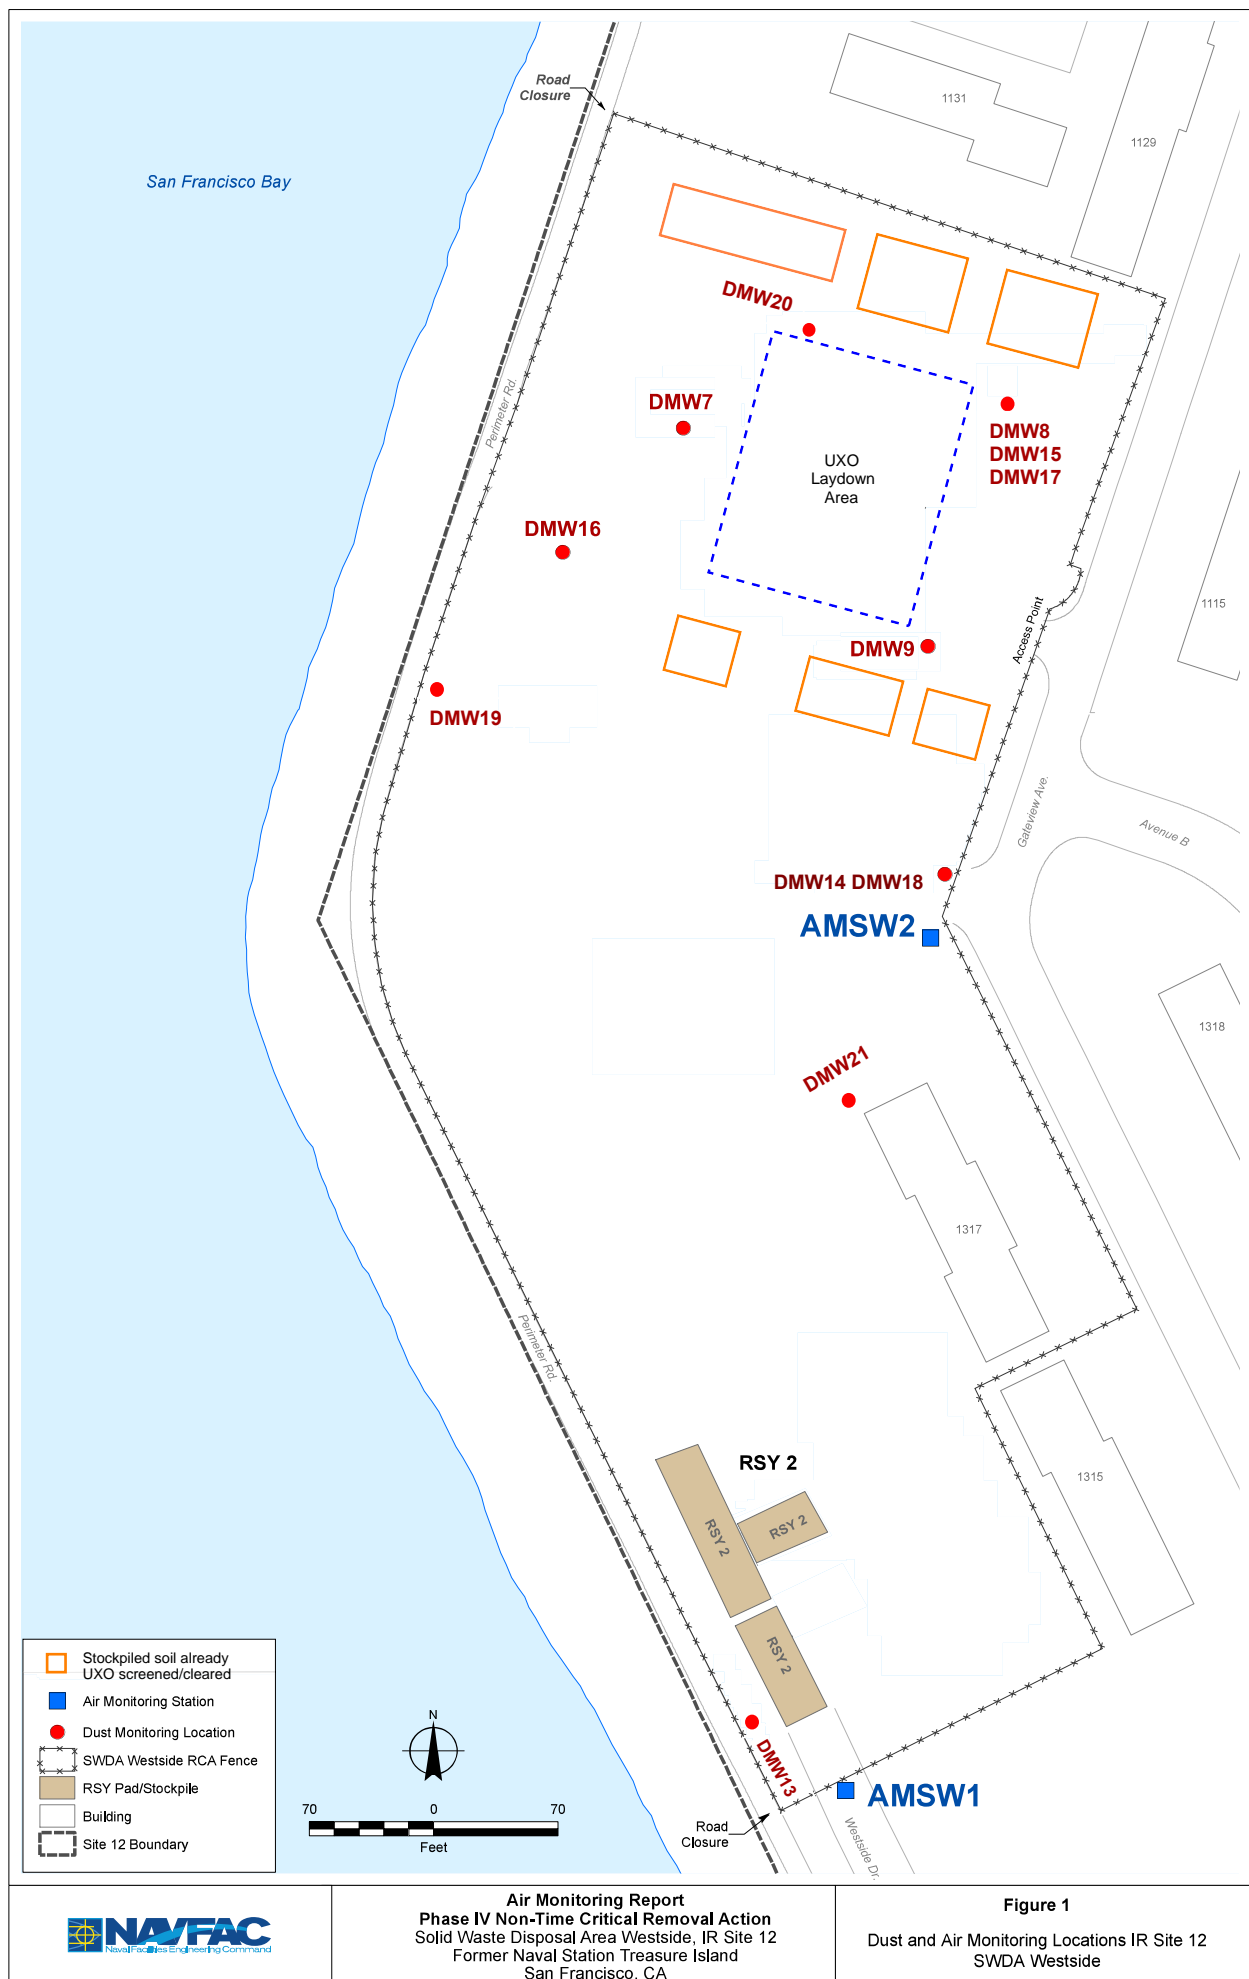 Road
Closure
1131
1129
San Francisco Bay
DMW20
Perimeter Rd.
DMW7
DMW8
DMW15
DMW17
UXO
Laydown
Area
DMW16
1115
Access Point
DMW9
DMW19
Gateview Ave.
Avenue B
DMW14 DMW18
AMSW2
1318
DMW21
1317
Perimeter Rd.
RSY 2
1315
RSY 2
RSY 2
RSY 2
DMW13
AMSW1
Road
Closure
Westside Dr.
Stockpiled soil already
UXO screened/cleared
Air Monitoring Station
Dust Monitoring Location
SWDA Westside RCA Fence
RSY Pad/Stockpile
Building
Site 12 Boundary
N
70 0 70
Feet
NAVFAC
Naval Facilities Engineering Command
Air Monitoring Report
Phase IV Non-Time Critical Removal Action
Solid Waste Disposal Area Westside, IR Site 12
Former Naval Station Treasure Island
San Francisco, CA
Figure 1
Dust and Air Monitoring Locations IR Site 12
SWDA Westside